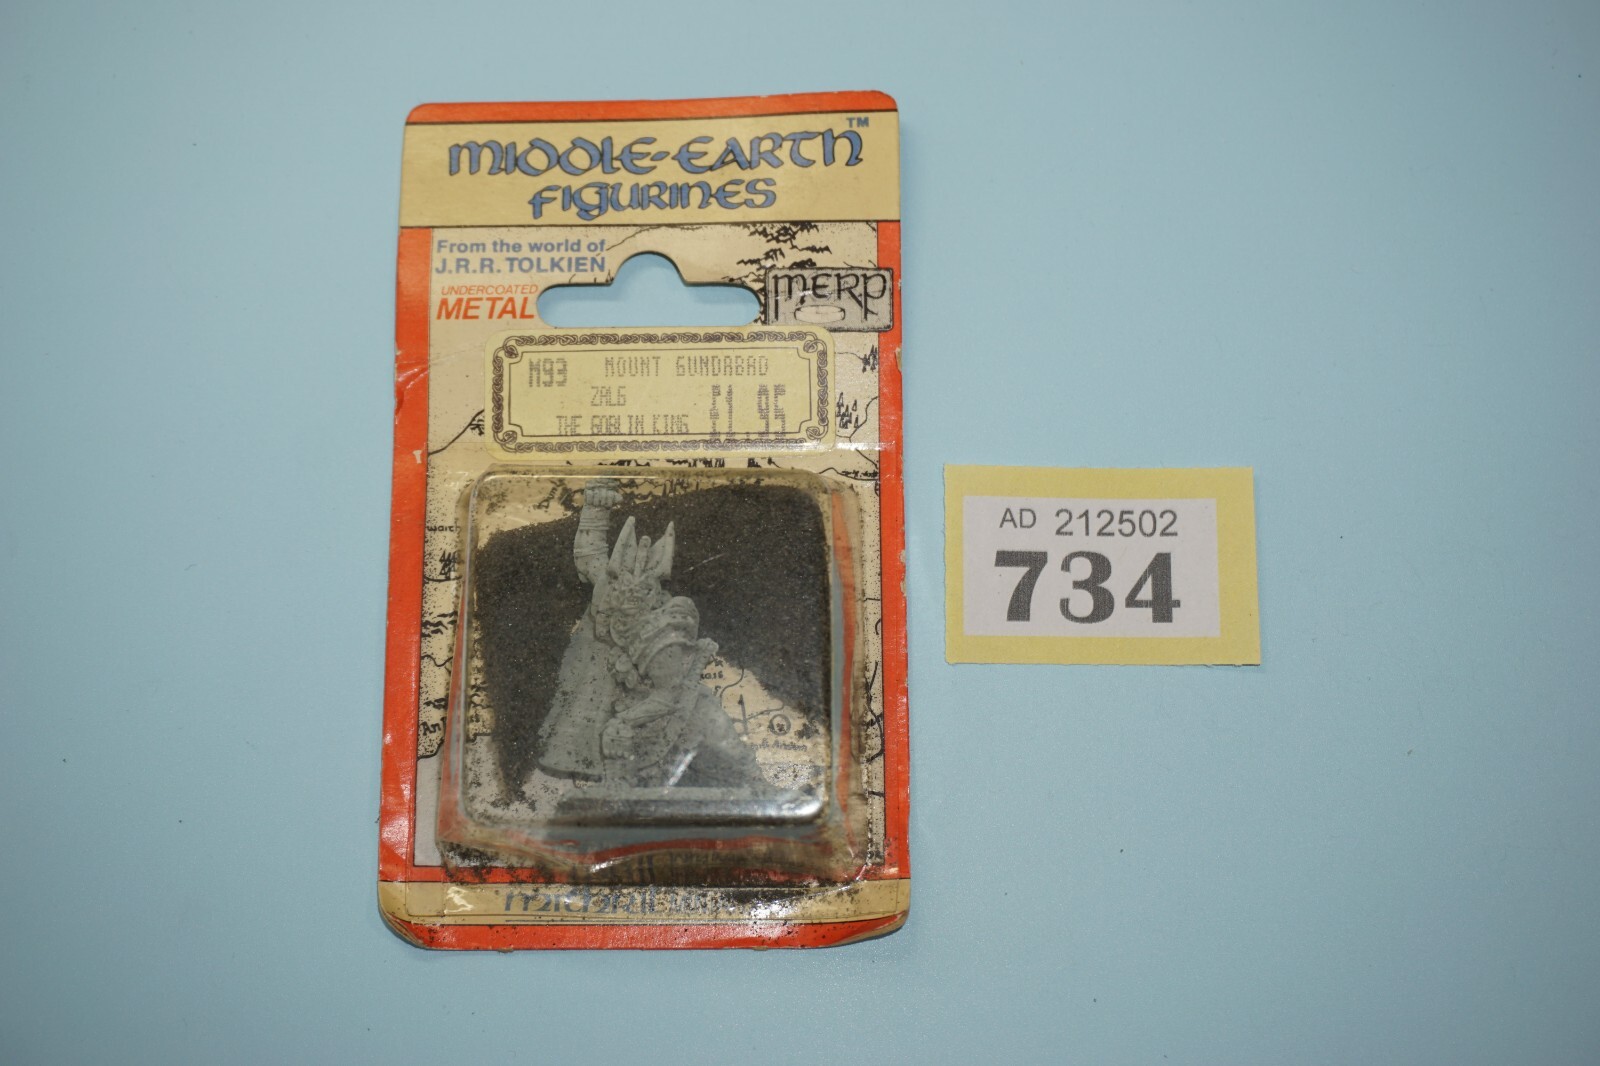 MIDDLE-EARTH™
FIGURINES
From the world of
J.R.R. TOLKIEN
UNDERCOATED
METAL
MERP
M93 MOUNT GUNDABAD
ZALG
THE GOBLIN KING £1.95
AD 212502
734